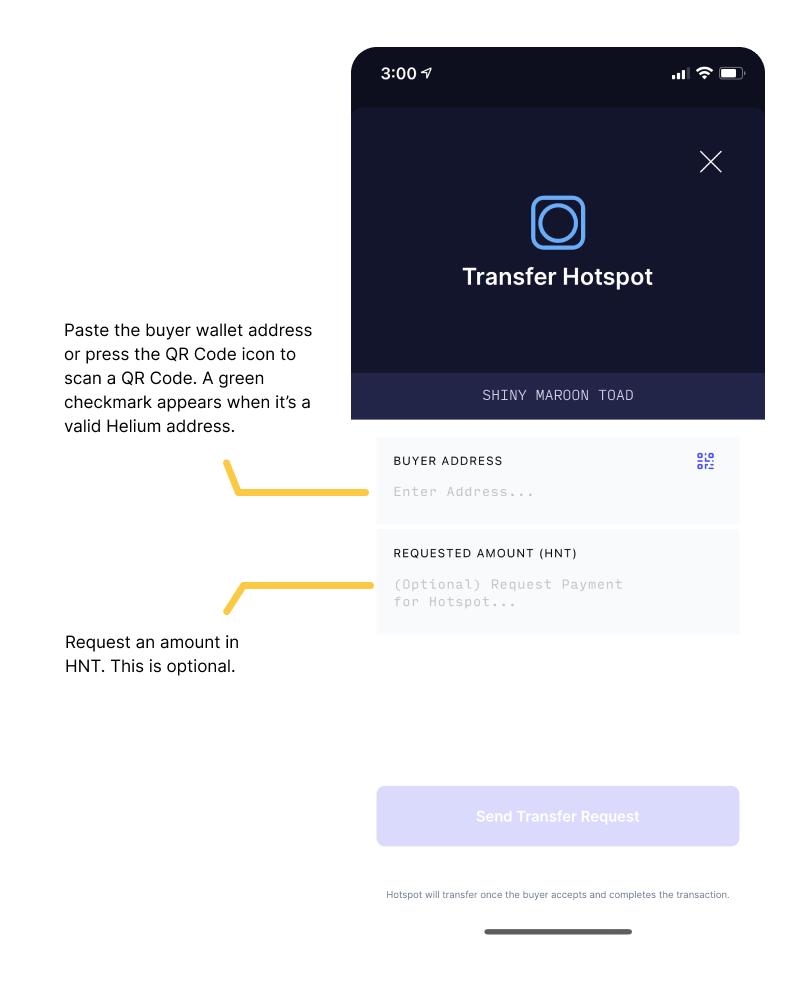 3:00
Transfer Hotspot
SHINY MAROON TOAD
Paste the buyer wallet address
or press the QR Code icon to
scan a QR Code. A green
checkmark appears when it’s a
valid Helium address.
BUYER ADDRESS
Enter Address...
REQUESTED AMOUNT (HNT)
(Optional) Request Payment
for Hotspot...
Request an amount in
HNT. This is optional.
Send Transfer Request
Hotspot will transfer once the buyer accepts and completes the transaction.